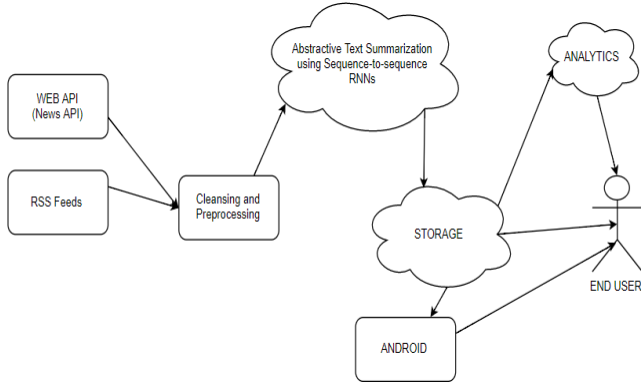 Abstractive Text Summarization
using Sequence-to-sequence
RNNs
ANALYTICS
WEB API
(News API)
RSS Feeds
Cleansing and
Preprocessing
STORAGE
END USER
ANDROID